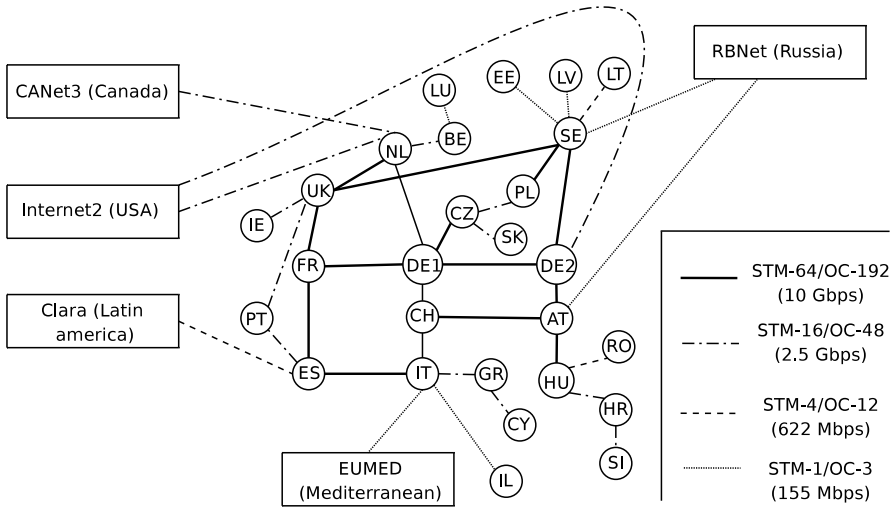 RBNet (Russia)
CANet3 (Canada)
EE
LV
LT
LU
BE
SE
NL
Internet2 (USA)
UK
PL
IE
CZ
SK
FR
DE1
DE2
STM-64/OC-192
(10 Gbps)
Clara (Latin
america)
PT
CH
AT
STM-16/OC-48
(2.5 Gbps)
RO
ES
IT
GR
HU
STM-4/OC-12
(622 Mbps)
HR
CY
EUMED
(Mediterranean)
IL
SI
STM-1/OC-3
(155 Mbps)